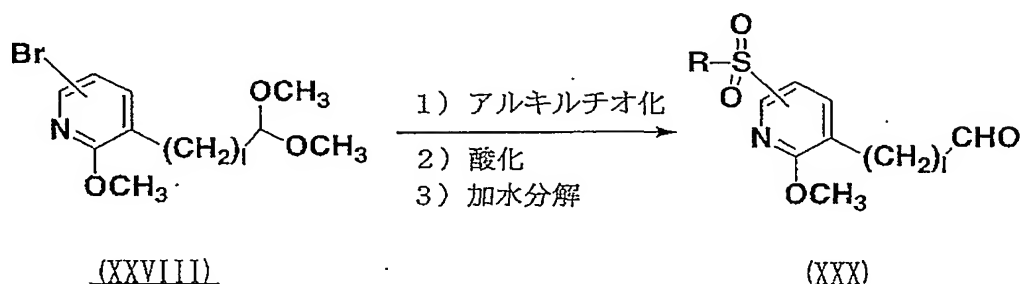 Br
N
OCH3
(CH2)l
OCH3
OCH3
1) アルキルチオ化
2) 酸化
3) 加水分解
R-S
O
O
N
OCH3
(CH2)l
CHO
(XXVIII)
(XXX)